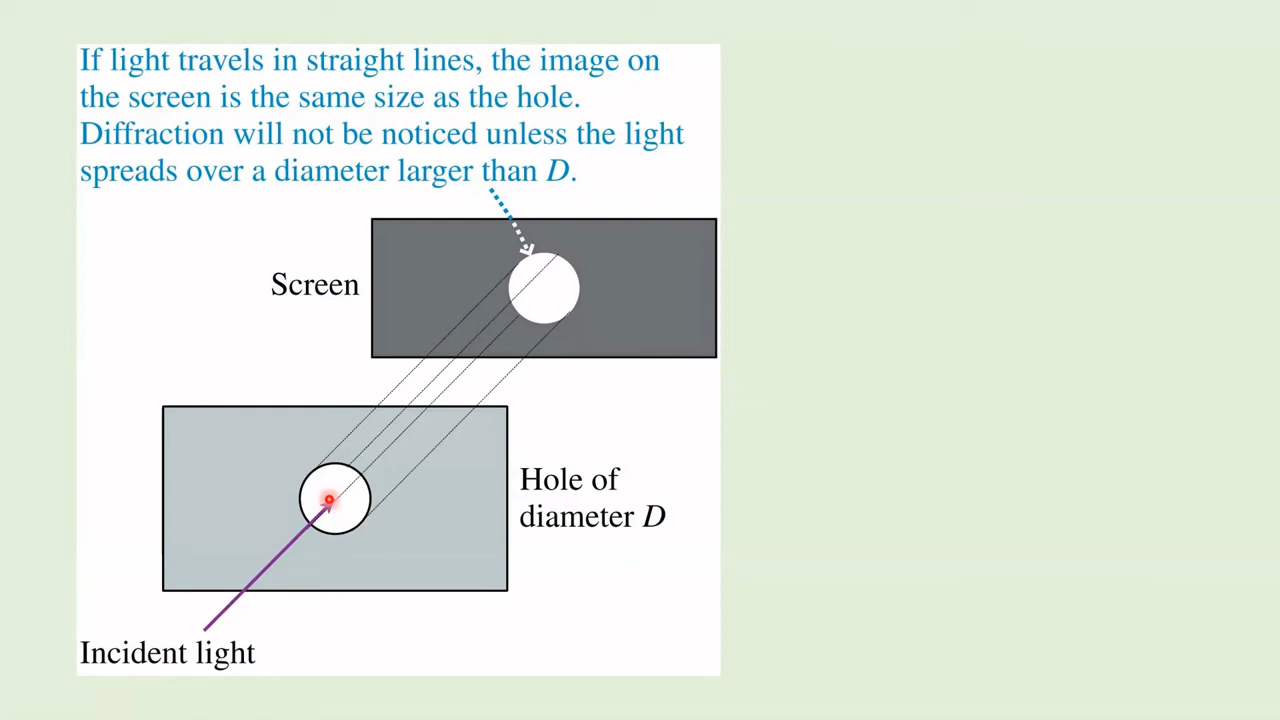 If light travels in straight lines, the image on
the screen is the same size as the hole.
Diffraction will not be noticed unless the light
spreads over a diameter larger than D.
Screen
Hole of
diameter D
Incident light